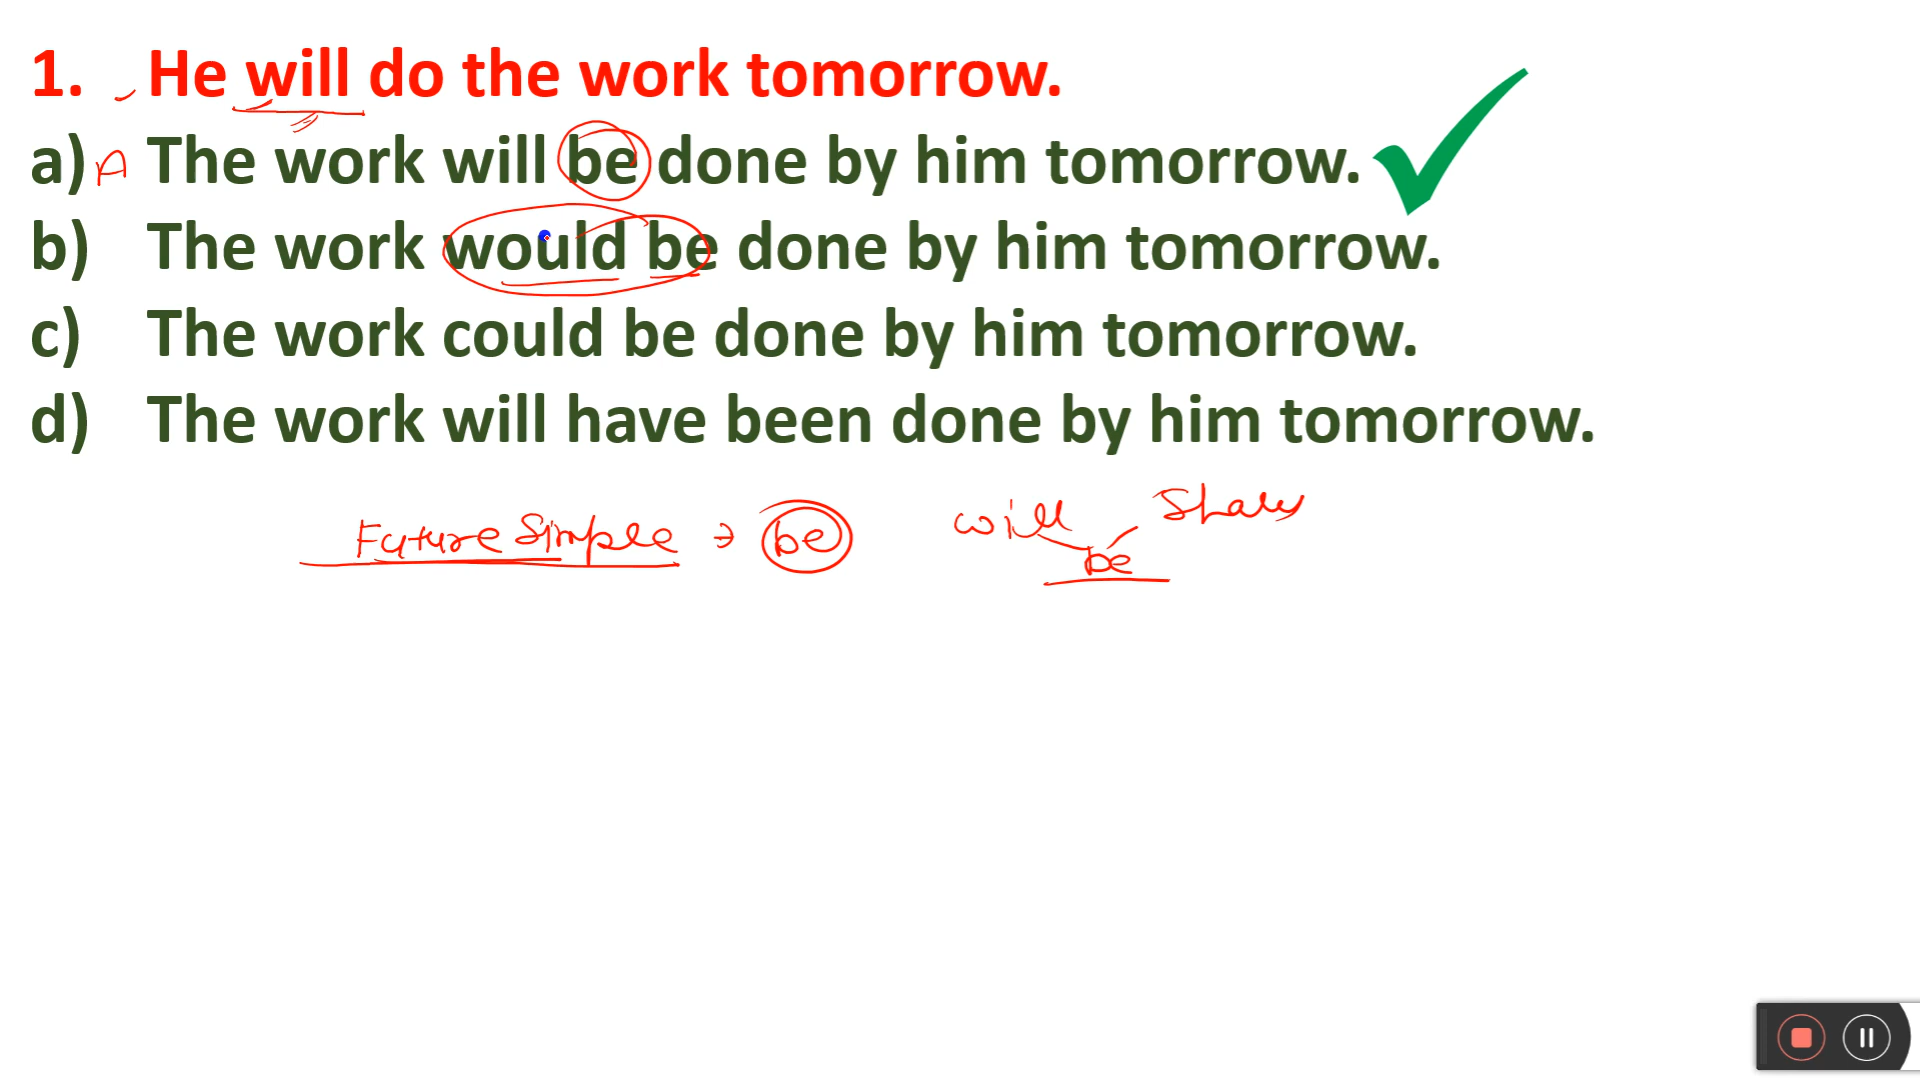 1. He will do the work tomorrow.
a) A The work will be done by him tomorrow.
b) The work would be done by him tomorrow.
c) The work could be done by him tomorrow.
d) The work will have been done by him tomorrow.
Future Simple → be will shall
be